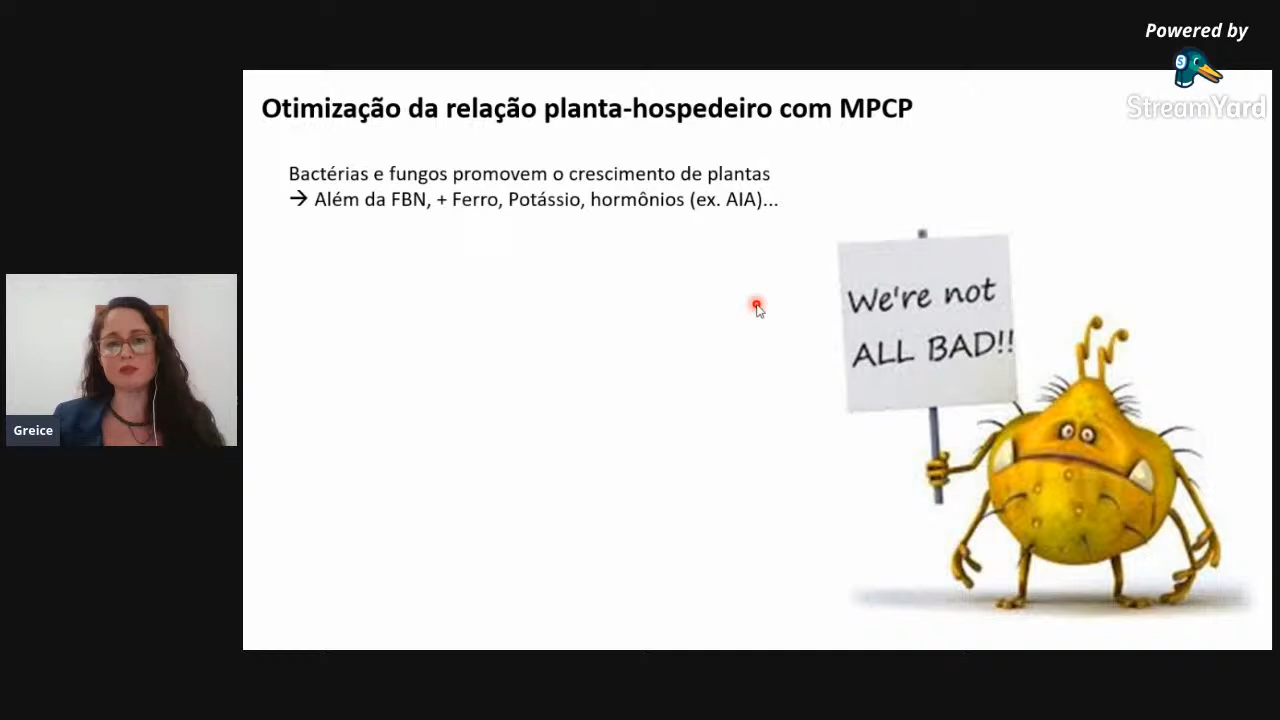 Powered by
StreamYard
Otimização da relação planta-hospedeiro com MPCP
Bactérias e fungos promovem o crescimento de plantas
→ Além da FBN, + Ferro, Potássio, hormônios (ex. AIA)...
We're not
ALL BAD!!
Greice